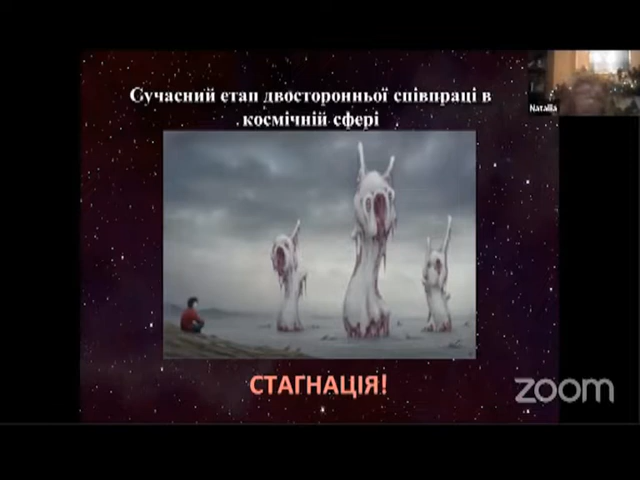 Сучасний етап двосторонньої співпраці в
космічній сфері
Natalia
СТАГНАЦІЯ!
zoom